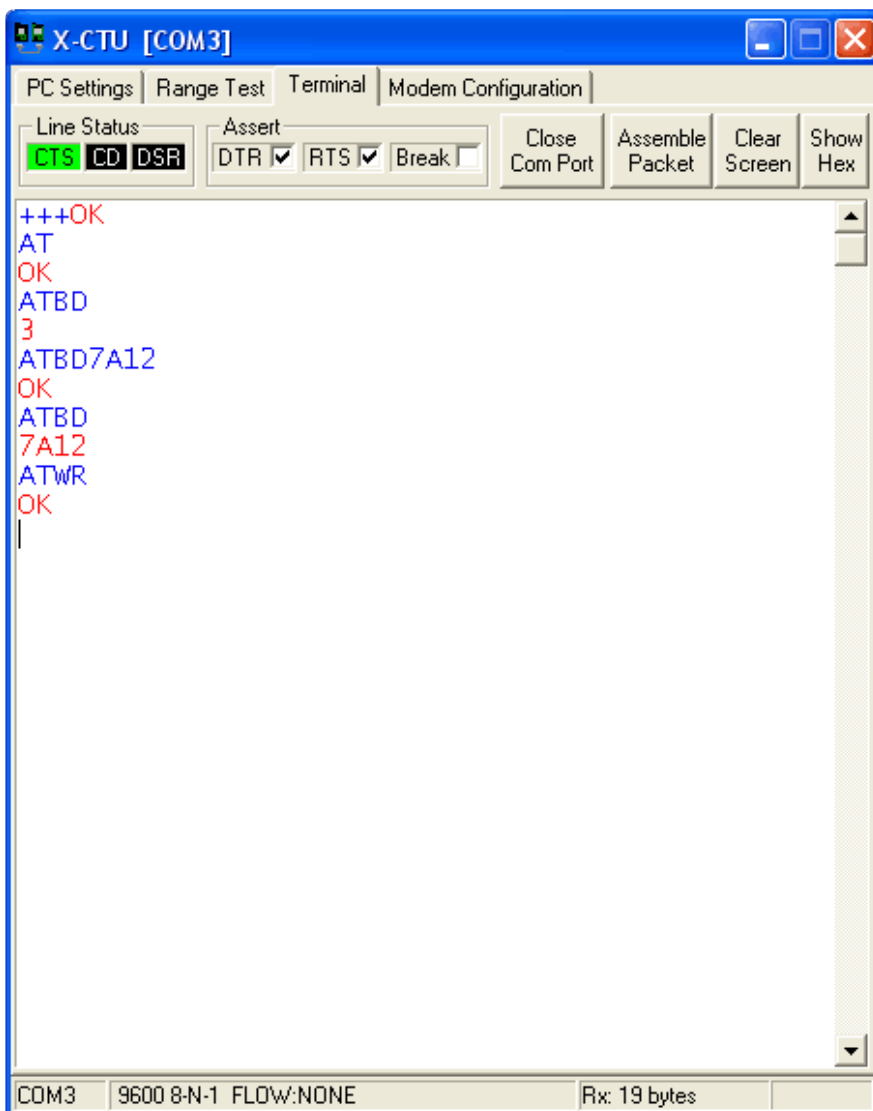 X-CTU [COM3]
PC Settings Range Test Terminal Modem Configuration
Line Status
CTS CD DSR
Assert
DTR RTS Break
Close Com Port
Assemble Packet
Clear Screen
Show Hex
+++OK
AT
OK
ATBD
3
ATBD7A12
OK
ATBD
7A12
ATWR
OK
COM3 9600 8-N-1 FLOW:NONE Rx: 19 bytes